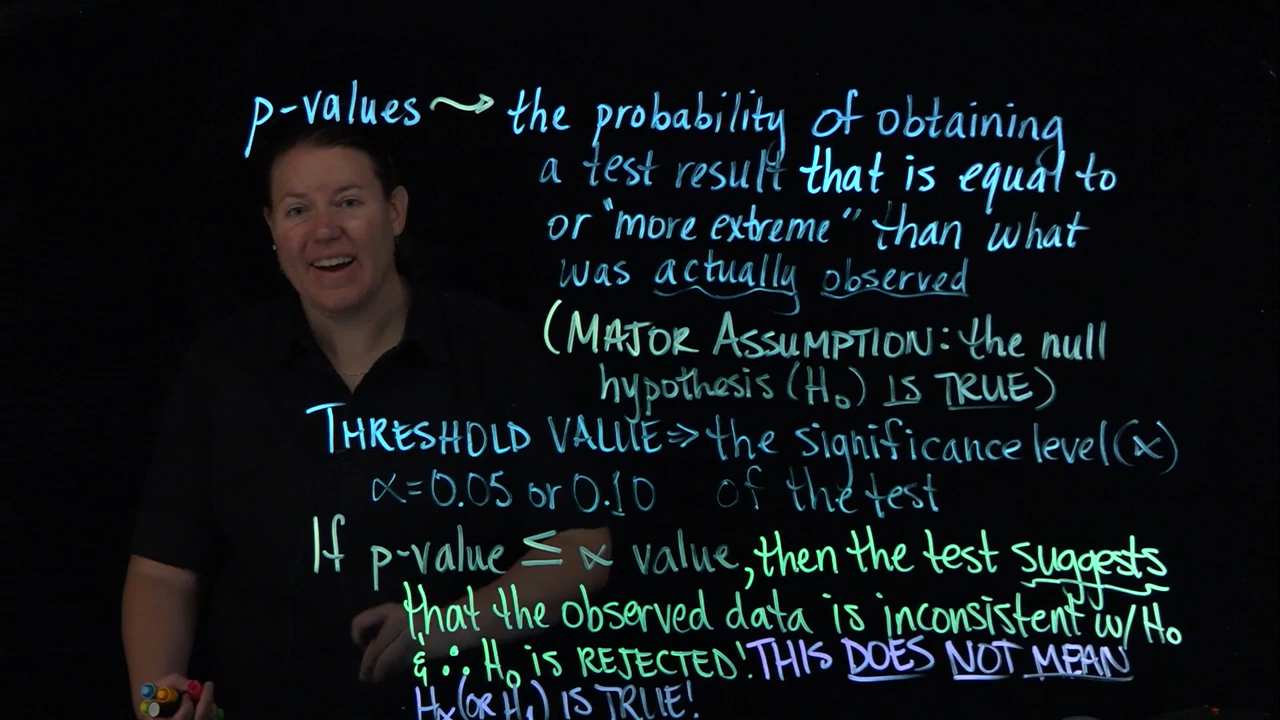 p-values → the probability of obtaining
a test result that is equal to
or "more extreme" than what
was actually observed
(MAJOR ASSUMPTION: the null
hypothesis (H₀) IS TRUE)
THRESHOLD VALUE ⇒ the significance level (α)
α = 0.05 or 0.10 of the test
If p-value ≤ α value, then the test suggests
that the observed data is inconsistent w/ H₀
& ∴ H₀ is REJECTED! THIS DOES NOT MEAN
Hα (OR H₁) IS TRUE!